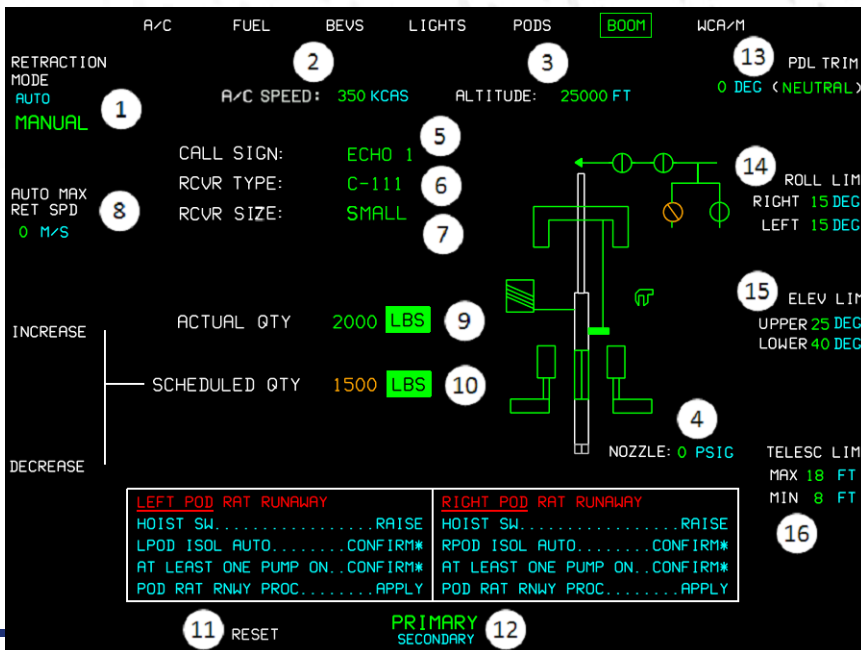 A/C FUEL BEVS LIGHTS PODS BOOM WCA/M
RETRACTION
MODE
AUTO
MANUAL
1
2
A/C SPEED: 350 KCAS
3
ALTITUDE: 25000 FT
13
PDL TRIM
0 DEG (NEUTRAL)
CALL SIGN: ECHO 1
5
RCVR TYPE: C-111
6
RCVR SIZE: SMALL
7
AUTO MAX
RET SPD
0 M/S
8
14
ROLL LIM
RIGHT 15 DEG
LEFT 15 DEG
15
ELEV LIM
UPPER 25 DEG
LOWER 40 DEG
INCREASE
ACTUAL QTY 2000 LBS
9
SCHEDULED QTY 1500 LBS
10
DECREASE
4
NOZZLE: 0 PSIG
TELESC LIM
MAX 18 FT
MIN 8 FT
16
LEFT POD RAT RUNAWAY
HOIST SW.................RAISE
LPOD ISOL AUTO.......CONFIRM*
AT LEAST ONE PUMP ON..CONFIRM*
POD RAT RNWY PROC........APPLY
RIGHT POD RAT RUNAWAY
HOIST SW.................RAISE
RPOD ISOL AUTO.......CONFIRM*
AT LEAST ONE PUMP ON..CONFIRM*
POD RAT RNWY PROC........APPLY
11
RESET
PRIMARY
SECONDARY
12